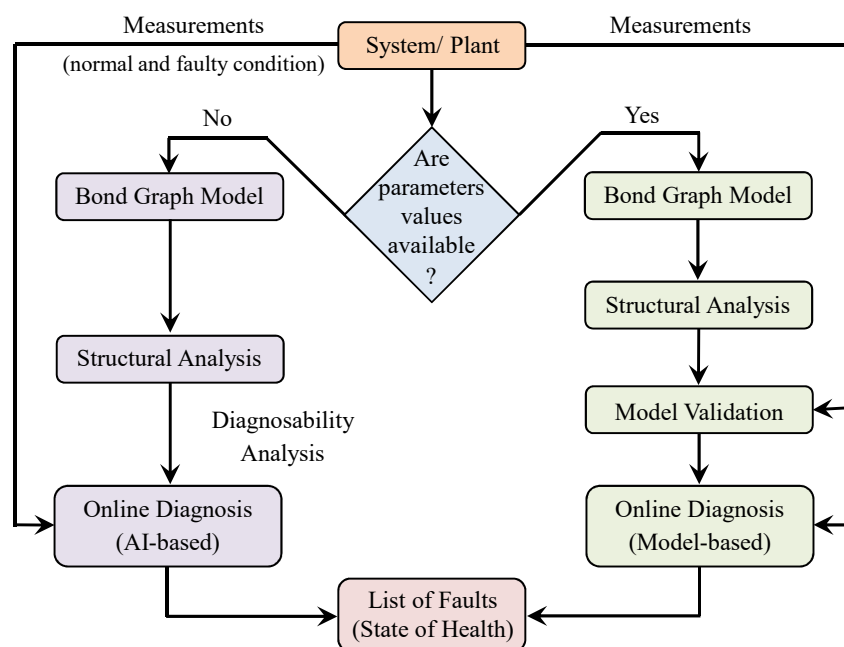 Measurements
(normal and faulty condition)
System/ Plant
Measurements
No
Yes
Are
parameters
values
available
?
Bond Graph Model
Bond Graph Model
Structural Analysis
Structural Analysis
Diagnosability
Analysis
Model Validation
Online Diagnosis
(AI-based)
Online Diagnosis
(Model-based)
List of Faults
(State of Health)